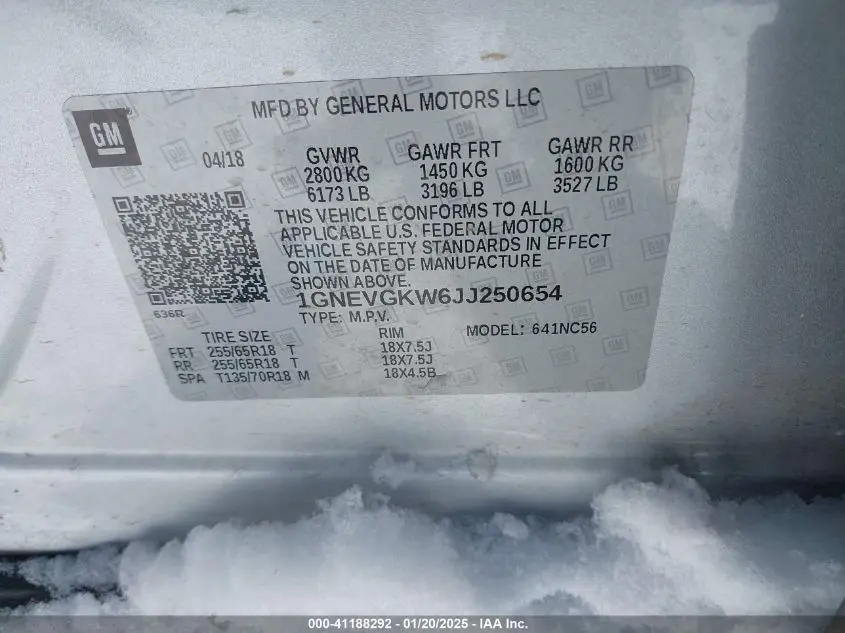 MFD BY GENERAL MOTORS LLC
GM
04/18
GVWR GAWR FRT GAWR RR
2800 KG 1450 KG 1600 KG
6173 LB 3196 LB 3527 LB
THIS VEHICLE CONFORMS TO ALL
APPLICABLE U.S. FEDERAL MOTOR
VEHICLE SAFETY STANDARDS IN EFFECT
ON THE DATE OF MANUFACTURE
SHOWN ABOVE.
1GNEVGKW6JJ250654
636R
TYPE: M.P.V. MODEL: 641NC56
TIRE SIZE RIM
FRT 255/65R18 T 18X7.5J
RR 255/65R18 T 18X7.5J
SPA T135/70R18 M 18X4.5B
000-41188292 - 01/20/2025 - IAA Inc.